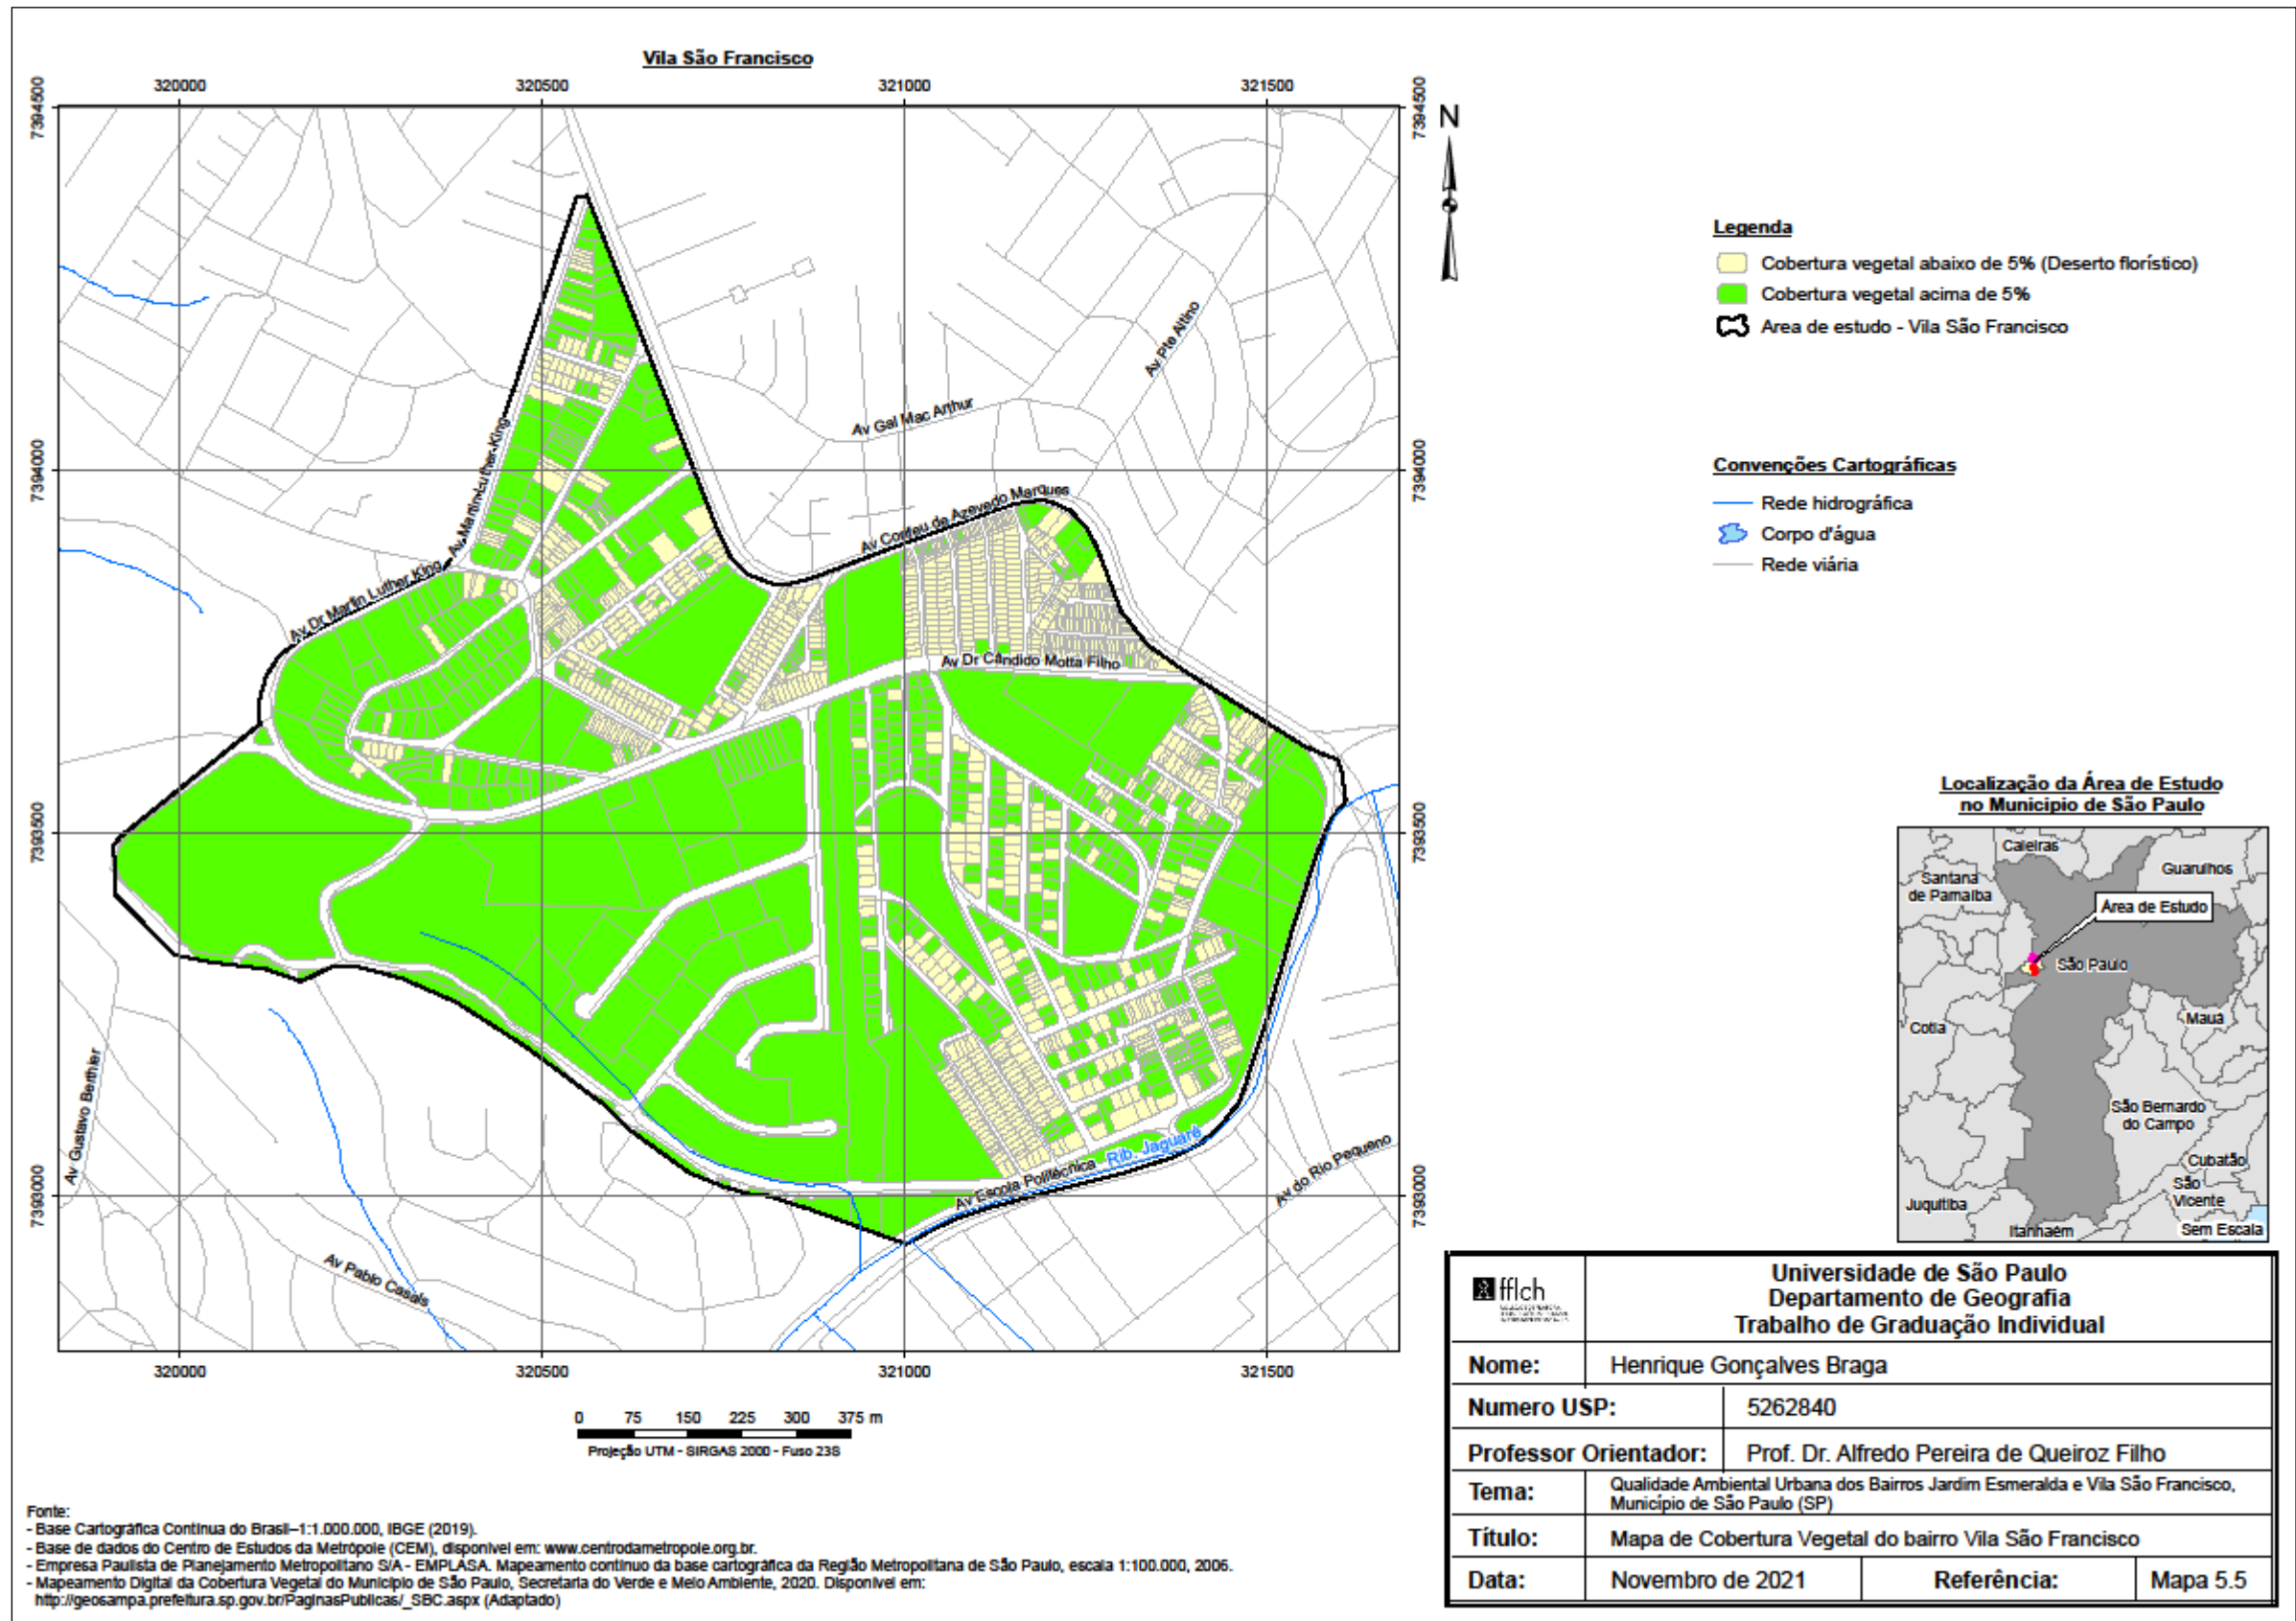 Vila São Francisco
320000 320500 321000 321500
7394500 7394500
N
7394000 7394000
7393500 7393500
7393000 7393000
Av Pte Altino
Av Gal Mac Arthur
Av Martin Luther King
Av Corifeu de Azevedo Marques
Av Dr Martin Luther King
Av Dr Cândido Motta Filho
Av Gustavo Berthier
Rib. Jaguaré
Av Escola Politécnica
Av do Rio Pequeno
Av Pablo Casals
320000 320500 321000 321500
0 75 150 225 300 375 m
Projeção UTM - SIRGAS 2000 - Fuso 23S
Legenda
Cobertura vegetal abaixo de 5% (Deserto florístico)
Cobertura vegetal acima de 5%
Area de estudo - Vila São Francisco
Convenções Cartográficas
Rede hidrográfica
Corpo d'água
Rede viária
Localização da Área de Estudo
no Municipio de São Paulo
Caieiras
Guarulhos
Santana
de Parnaíba
Área de Estudo
São Paulo
Cotia
Mauá
São Bernardo
do Campo
Cubatão
São
Vicente
Juquitiba
Itanhaém
Sem Escala
fflch
Universidade de São Paulo
Departamento de Geografia
Trabalho de Graduação Individual
Nome: Henrique Gonçalves Braga
Numero USP: 5262840
Professor Orientador: Prof. Dr. Alfredo Pereira de Queiroz Filho
Tema: Qualidade Ambiental Urbana dos Bairros Jardim Esmeralda e Vila São Francisco,
Município de São Paulo (SP)
Título: Mapa de Cobertura Vegetal do bairro Vila São Francisco
Data: Novembro de 2021 Referência: Mapa 5.5
Fonte:
- Base Cartográfica Contínua do Brasil–1:1.000.000, IBGE (2019).
- Base de dados do Centro de Estudos da Metrópole (CEM), disponível em: www.centrodametropole.org.br.
- Empresa Paulista de Planejamento Metropolitano S/A - EMPLASA. Mapeamento contínuo da base cartográfica da Região Metropolitana de São Paulo, escala 1:100.000, 2006.
- Mapeamento Digital da Cobertura Vegetal do Município de São Paulo, Secretaria do Verde e Meio Ambiente, 2020. Disponível em:
http://geosampa.prefeitura.sp.gov.br/PaginasPublicas/_SBC.aspx (Adaptado)